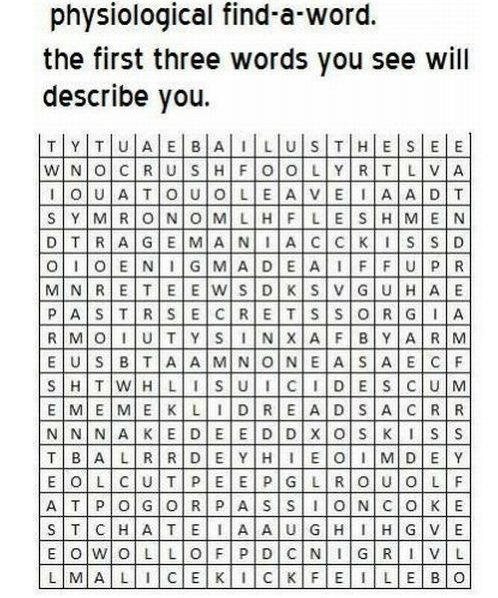 physiological find-a-word.
the first three words you see will
describe you.
T Y T U A E B A I L U S T H E S E E
W N O C R U S H F O O L Y R T L V A
I O U A T O U O L E A V E I A A D T
S Y M R O N O M L H F L E S H M E N
D T R A G E M A N I A C C K I S S D
O I O E N I G M A D E A I F F U P R
M N R E T E E W S D K S V G U H A E
P A S T R S E C R E T S S O R G I A
R M O I U T Y S I N X A F B Y A R M
E U S B T A A M N O N E A S A E C F
S H T W H L I S U I C I D E S C U M
E M E M E K L I D R E A D S A C R R
N N N A K E D E E D D X O S K I S S
T B A L R R D E Y H I E O I M D E Y
E O L C U T P E E P G L R O U O L F
A T P O G O R P A S S I O N C O K E
S T C H A T E I A A U G H I H G V E
E O W O L L O F P D C N I G R I V L
L M A L I C E K I C K F E I L E B O